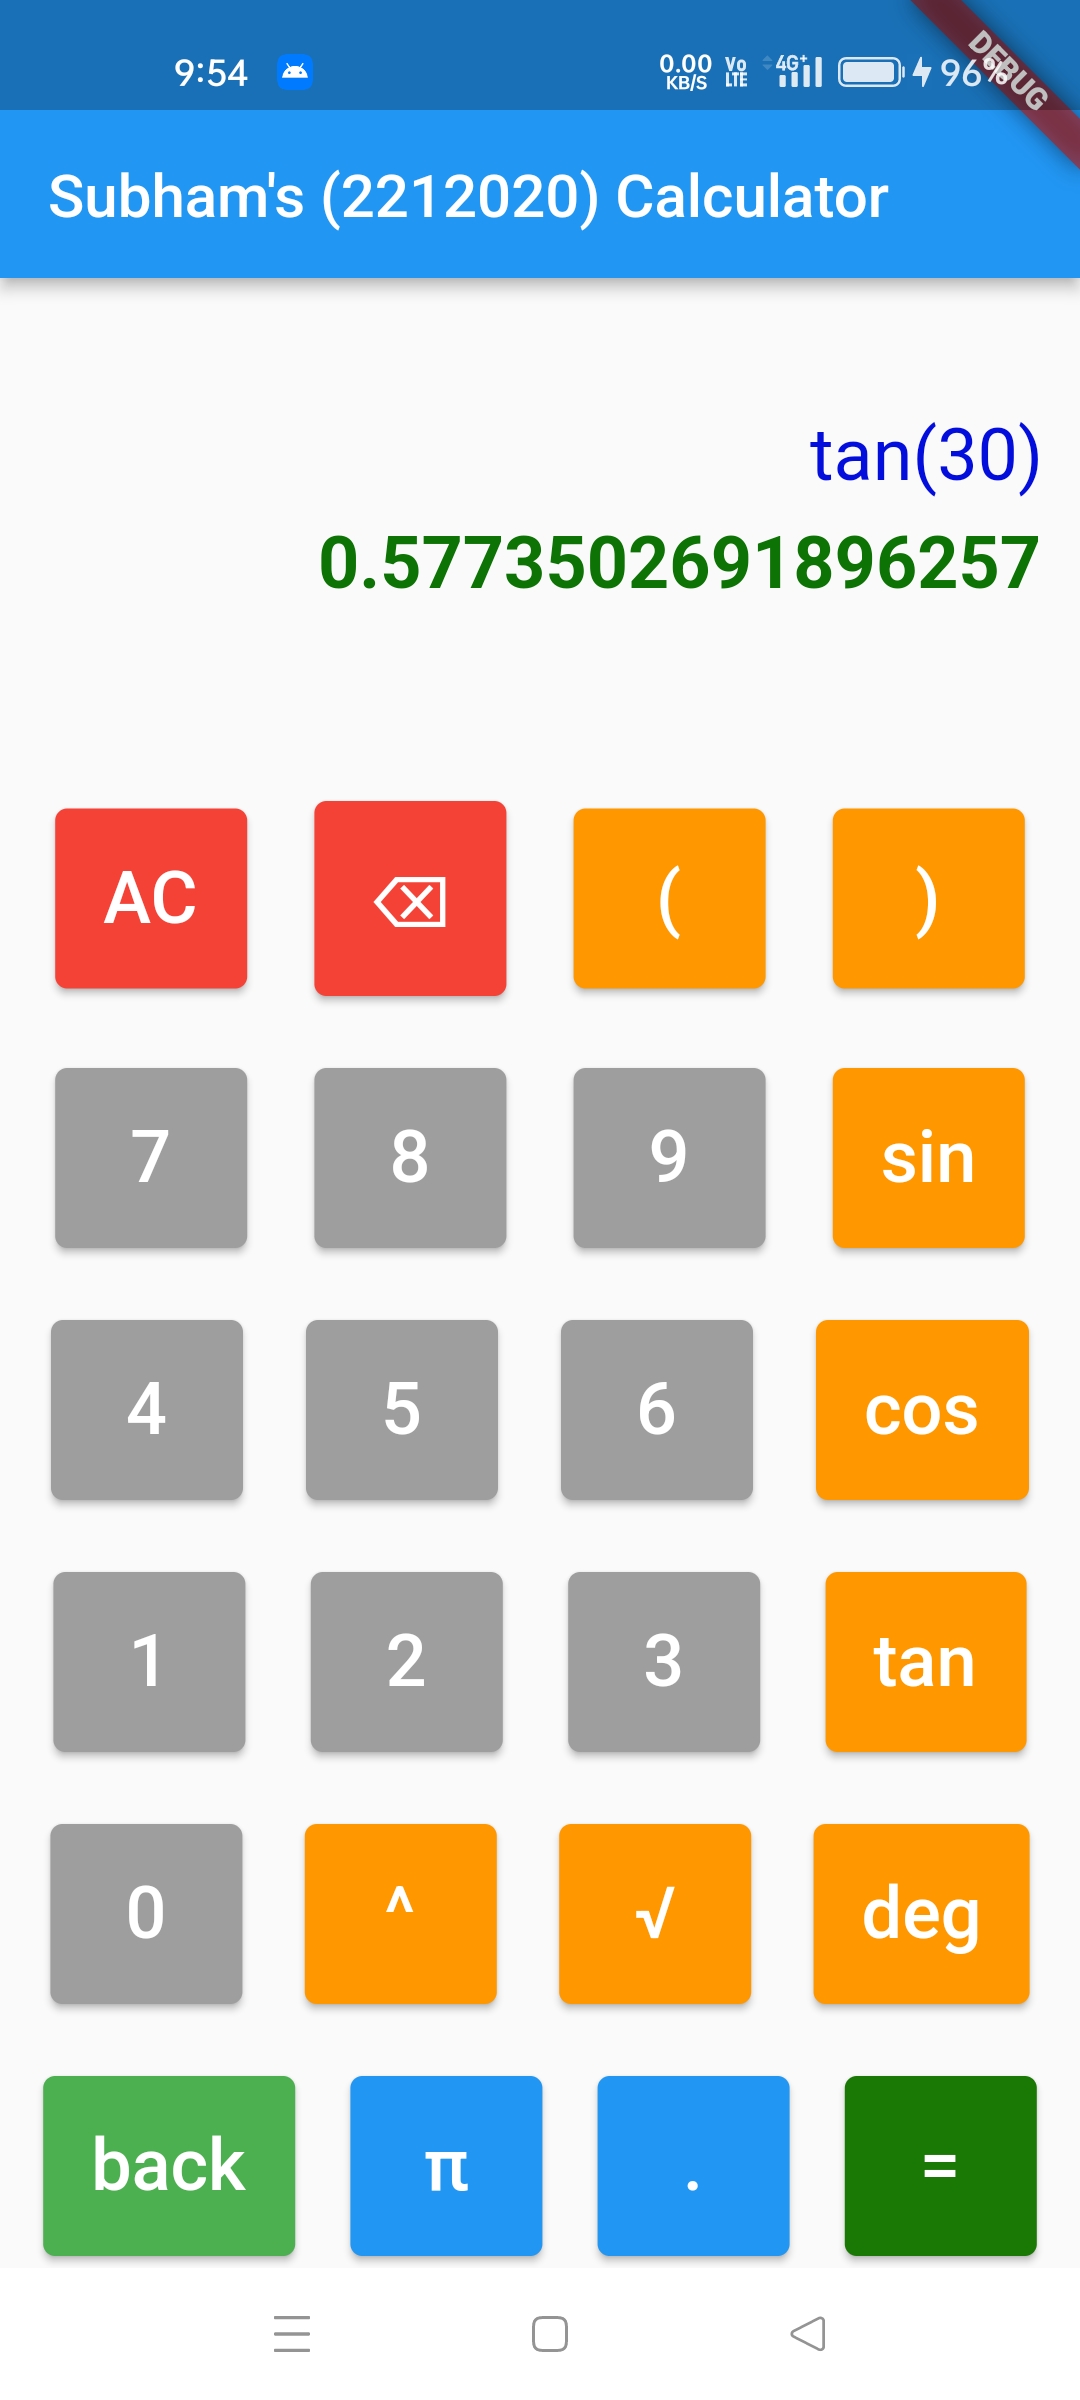 9:54 0.00 KB/S Vo LTE 4G+ 96%
DEBUG
Subham's (2212020) Calculator
tan(30)
0.5773502691896257
AC ( )
7 8 9 sin
4 5 6 cos
1 2 3 tan
0 ^ √ deg
back π . =